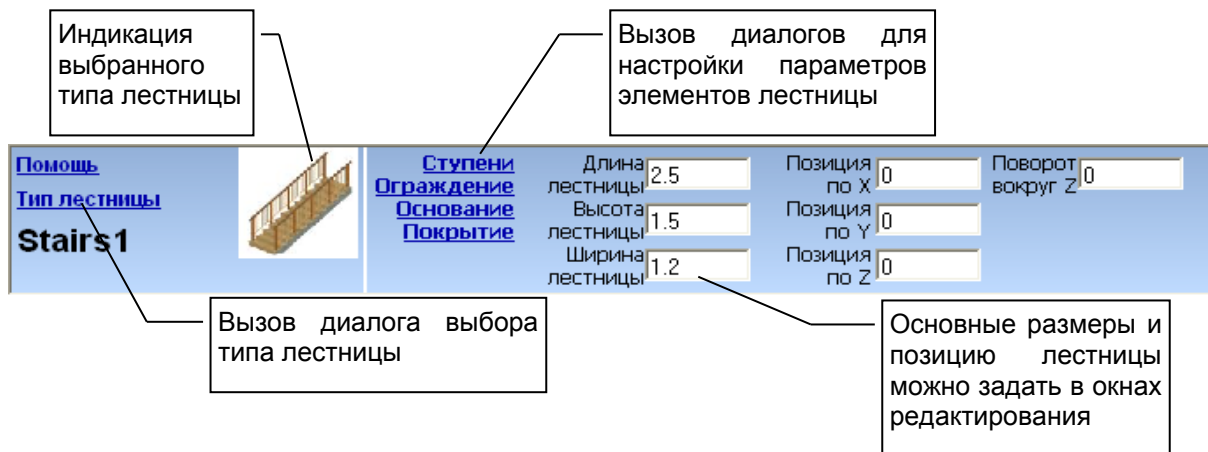 Индикация
выбранного
типа лестницы
Вызов диалогов для
настройки параметров
элементов лестницы
Помощь
Тип лестницы
Stairs1
Ступени
Ограждение
Основание
Покрытие
Длина
лестницы 2.5
Высота
лестницы 1.5
Ширина
лестницы 1.2
Позиция
по X 0
Позиция
по Y 0
Позиция
по Z 0
Поворот
вокруг Z 0
Вызов диалога выбора
типа лестницы
Основные размеры и
позицию лестницы
можно задать в окнах
редактирования